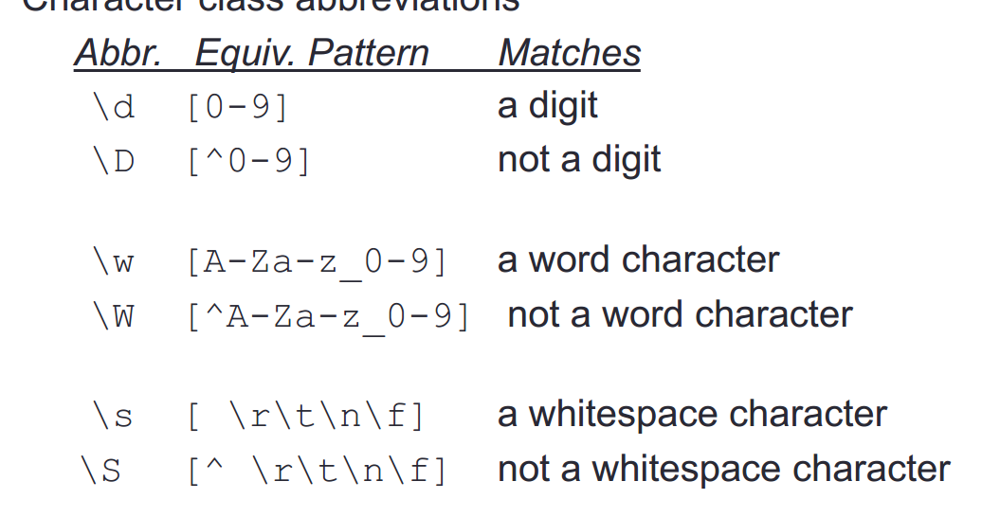 Character class abbreviations
Abbr. Equiv. Pattern Matches
\d [0-9] a digit
\D [^0-9] not a digit
\w [A-Za-z_0-9] a word character
\W [^A-Za-z_0-9] not a word character
\s [ \r\t\n\f] a whitespace character
\S [^ \r\t\n\f] not a whitespace character